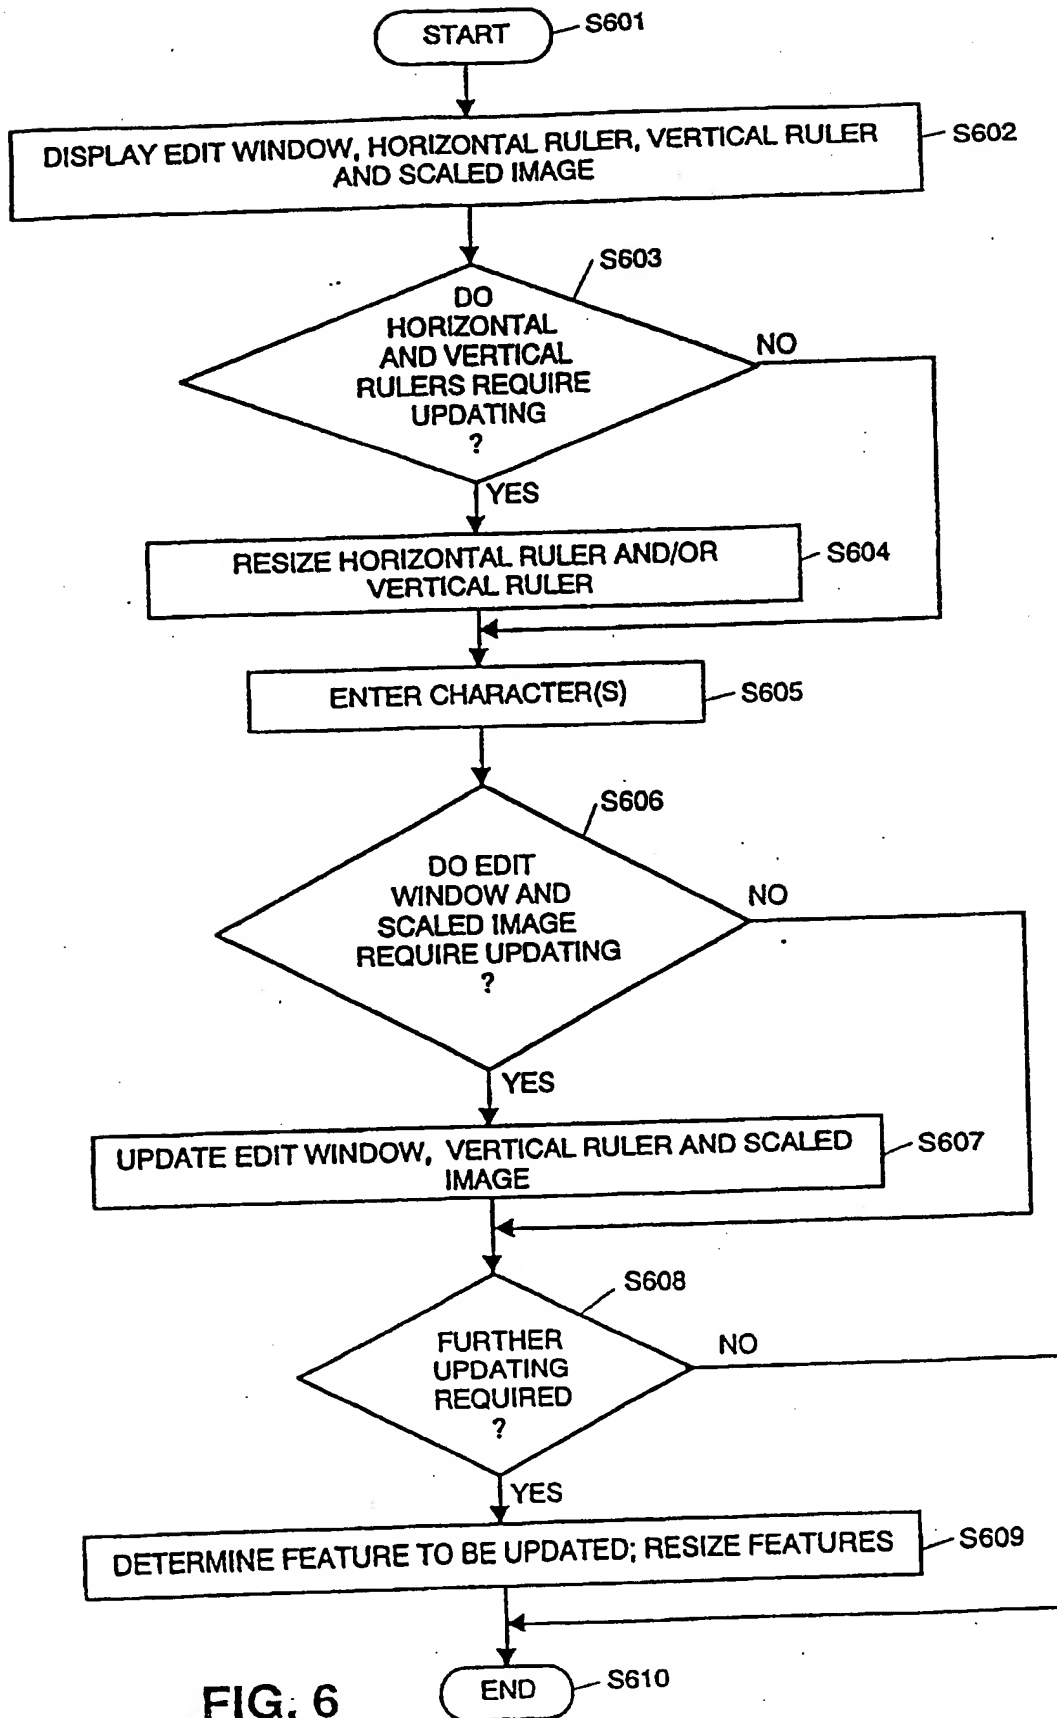 START
S601
DISPLAY EDIT WINDOW, HORIZONTAL RULER, VERTICAL RULER
AND SCALED IMAGE
S602
S603
DO
HORIZONTAL
AND VERTICAL
RULERS REQUIRE
UPDATING
?
NO
YES
RESIZE HORIZONTAL RULER AND/OR
VERTICAL RULER
S604
ENTER CHARACTER(S)
S605
S606
DO EDIT
WINDOW AND
SCALED IMAGE
REQUIRE UPDATING
?
NO
YES
UPDATE EDIT WINDOW, VERTICAL RULER AND SCALED
IMAGE
S607
S608
FURTHER
UPDATING
REQUIRED
?
NO
YES
DETERMINE FEATURE TO BE UPDATED; RESIZE FEATURES
S609
END
S610
FIG. 6